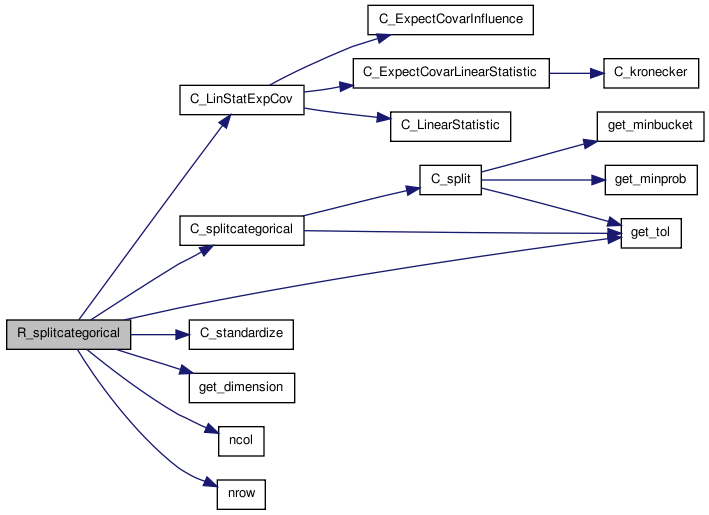 C_ExpectCovarInfluence
C_ExpectCovarLinearStatistic
C_kronecker
C_LinStatExpCov
C_LinearStatistic
get_minbucket
C_split
get_minprob
C_splitcategorical
get_tol
R_splitcategorical
C_standardize
get_dimension
ncol
nrow